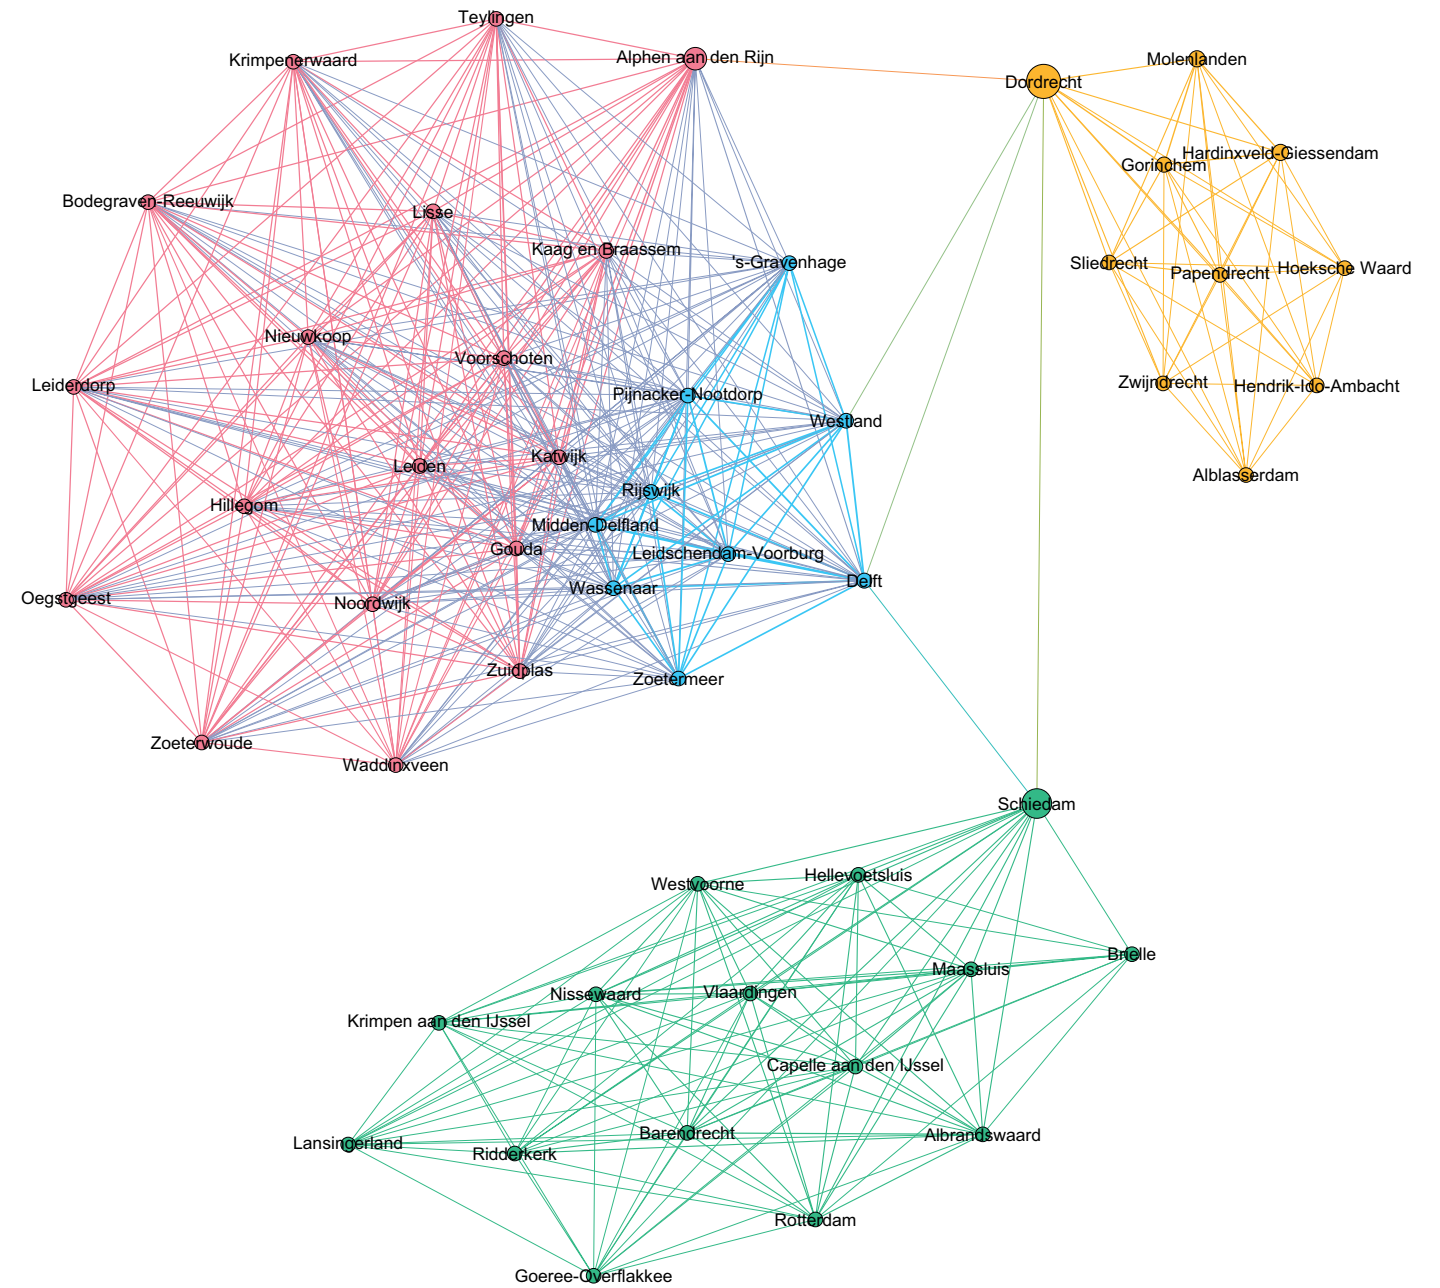 Teylingen
Krimpenerwaard
Alphen aan den Rijn
Molenlanden
Dordrecht
Hardinxveld-Giessendam
Gorinchem
Bodegraven-Reeuwijk
Lisse
Kaag en Braassem
's-Gravenhage
Sliedrecht
Papendrecht
Hoeksche Waard
Nieuwkoop
Voorschoten
Leiderdorp
Pijnacker-Nootdorp
Zwijndrecht
Hendrik-Ido-Ambacht
Westland
Katwijk
Leiden
Alblasserdam
Rijswijk
Hillegom
Midden-Delfland
Gouda
Leidschendam-Voorburg
Wassenaar
Delft
Oegstgeest
Noordwijk
Zuidplas
Zoetermeer
Zoeterwoude
Waddinxveen
Schiedam
Westvoorne
Hellevoetsluis
Brielle
Maassluis
Nissewaard
Vlaardingen
Krimpen aan den IJssel
Capelle aan den IJssel
Barendrecht
Albrandswaard
Lansingerland
Ridderkerk
Rotterdam
Goeree-Overflakkee